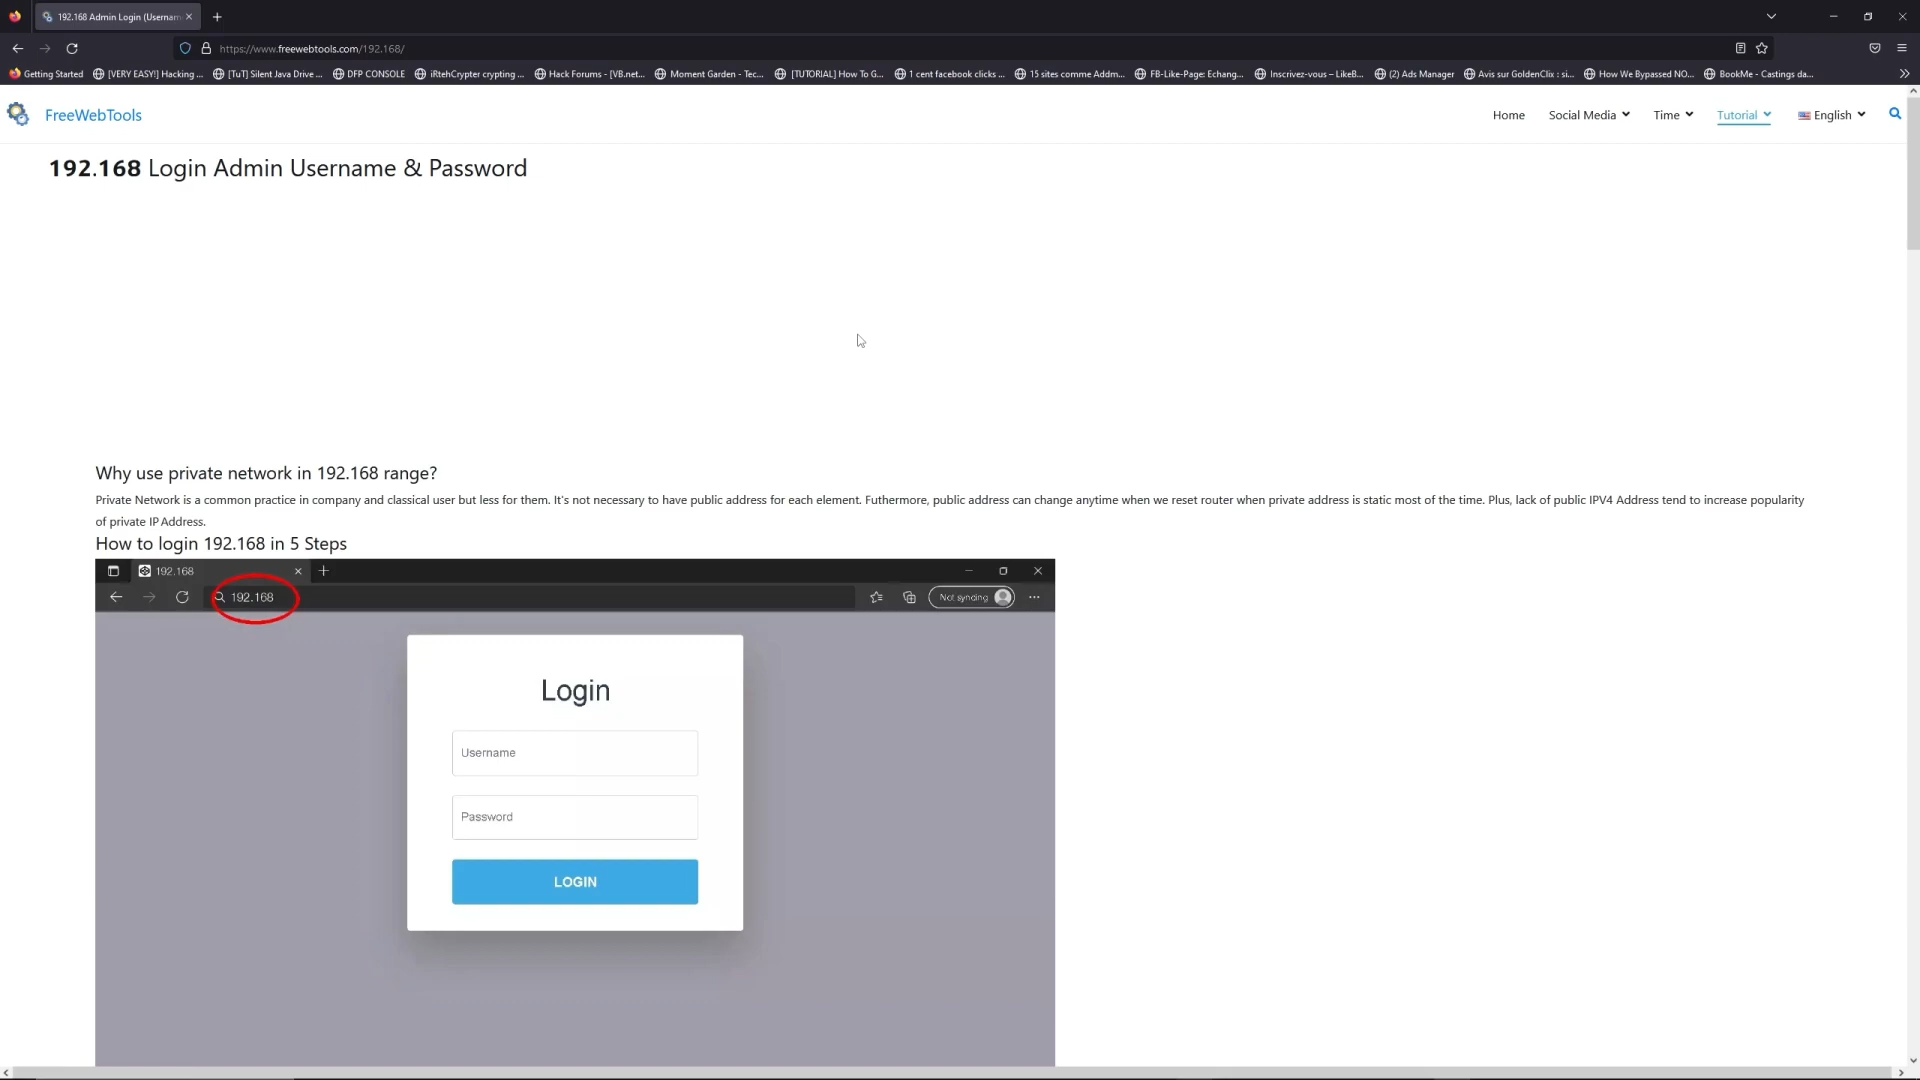 192.168 Admin Login (Usernam
https://www.freewebtools.com/192.168/
Getting Started
[VERY EASY!] Hacking ...
[TuT] Silent Java Drive ...
DFP CONSOLE
iRtehCrypter crypting ...
Hack Forums - [VB.net...
Moment Garden - Tec...
[TUTORIAL] How To G...
1 cent facebook clicks ...
15 sites comme Addm...
FB-Like-Page: Echang...
Inscrivez-vous – LikeB...
(2) Ads Manager
Avis sur GoldenClix : si...
How We Bypassed NO...
BookMe - Castings da...
FreeWebTools
Home
Social Media
Time
Tutorial
English
192.168 Login Admin Username & Password
Why use private network in 192.168 range?
Private Network is a common practice in company and classical user but less for them. It's not necessary to have public address for each element. Futhermore, public address can change anytime when we reset router when private address is static most of the time. Plus, lack of public IPV4 Address tend to increase popularity
of private IP Address.
How to login 192.168 in 5 Steps
192.168
192.168
Not syncing
Login
Username
Password
LOGIN